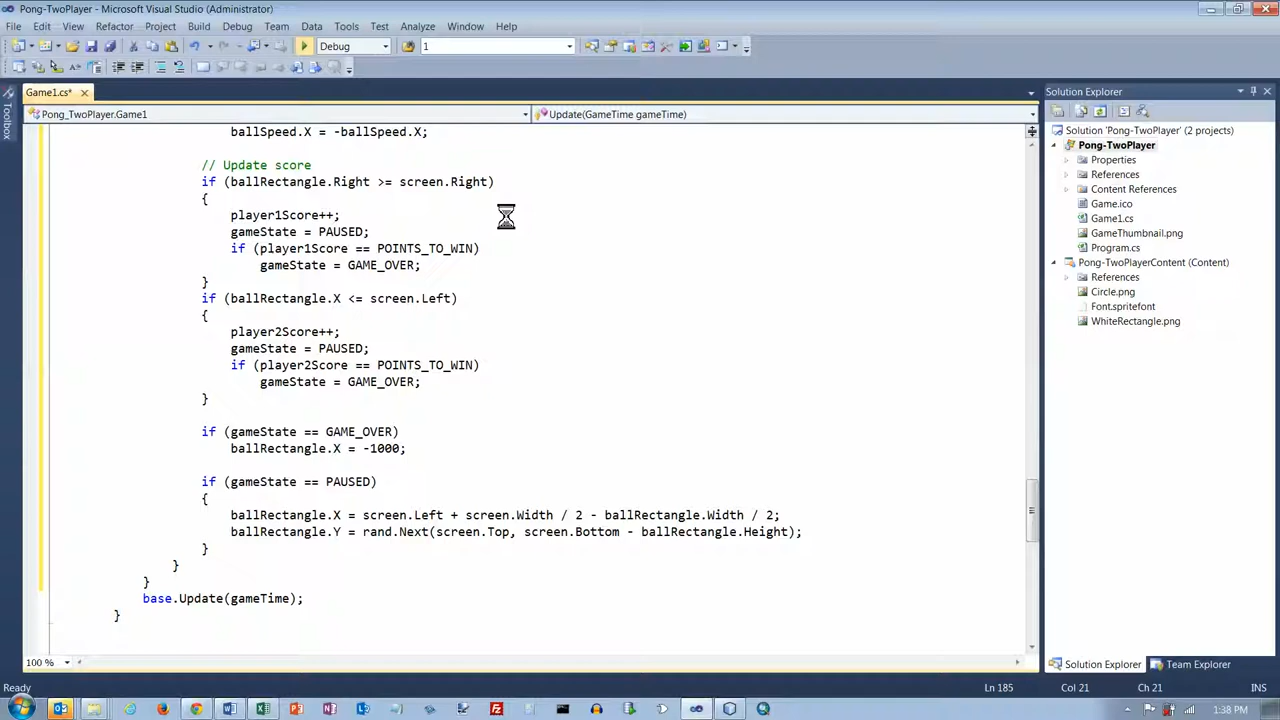 Pong-TwoPlayer - Microsoft Visual Studio (Administrator)
File Edit View Refactor Project Build Debug Team Data Tools Test Analyze Window Help
Debug 1
Game1.cs* Solution Explorer
Toolbox
Pong_TwoPlayer.Game1 Update(GameTime gameTime)
ballSpeed.X = -ballSpeed.X;
// Update score
if (ballRectangle.Right >= screen.Right)
{
player1Score++;
gameState = PAUSED;
if (player1Score == POINTS_TO_WIN)
gameState = GAME_OVER;
}
if (ballRectangle.X <= screen.Left)
{
player2Score++;
gameState = PAUSED;
if (player2Score == POINTS_TO_WIN)
gameState = GAME_OVER;
}
if (gameState == GAME_OVER)
ballRectangle.X = -1000;
if (gameState == PAUSED)
{
ballRectangle.X = screen.Left + screen.Width / 2 - ballRectangle.Width / 2;
ballRectangle.Y = rand.Next(screen.Top, screen.Bottom - ballRectangle.Height);
}
}
}
base.Update(gameTime);
}
100 %
Solution 'Pong-TwoPlayer' (2 projects)
Pong-TwoPlayer
Properties
References
Content References
Game.ico
Game1.cs
GameThumbnail.png
Program.cs
Pong-TwoPlayerContent (Content)
References
Circle.png
Font.spritefont
WhiteRectangle.png
Solution Explorer Team Explorer
Ready Ln 185 Col 21 Ch 21 INS
1:38 PM